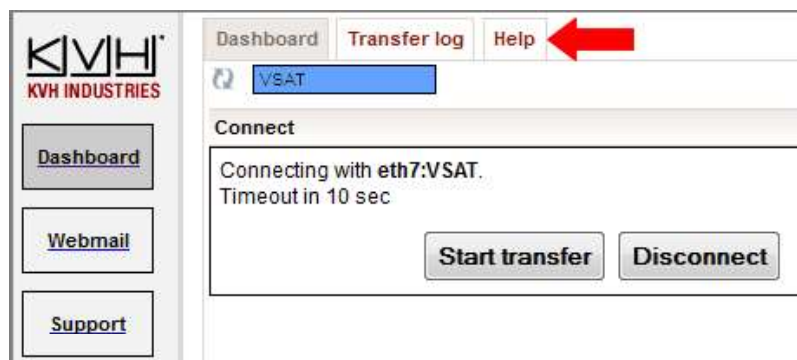 KVH
KVH INDUSTRIES
Dashboard
Webmail
Support
Dashboard Transfer log Help
VSAT
Connect
Connecting with eth7:VSAT.
Timeout in 10 sec
Start transfer Disconnect